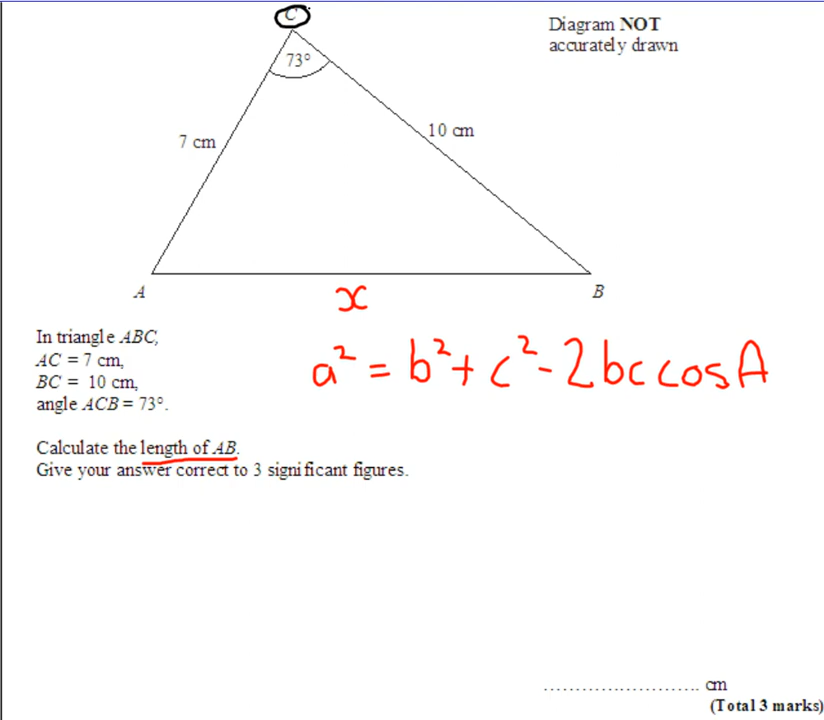 C
Diagram NOT
accurately drawn
73°
7 cm
10 cm
A
x
B
In triangle ABC,
AC = 7 cm,
BC = 10 cm,
angle ACB = 73°.
a² = b² + c² - 2bc cos A
Calculate the length of AB.
Give your answer correct to 3 significant figures.
........................ cm
(Total 3 marks)